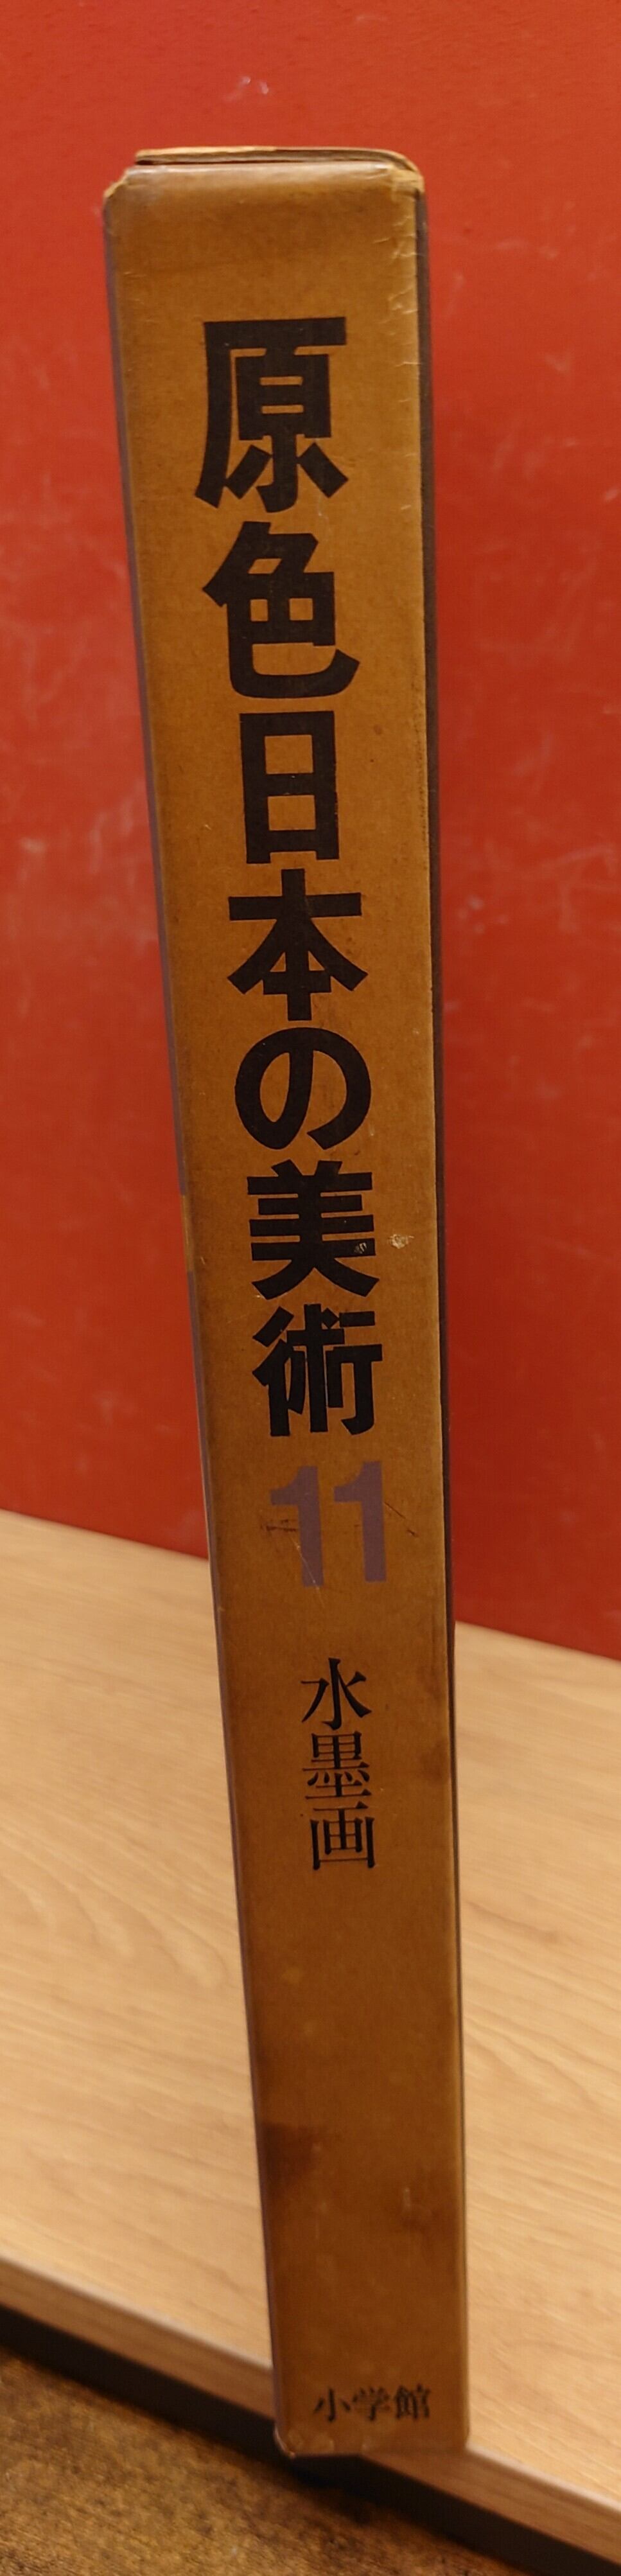 原色日本の美術
11
水墨画
小学館